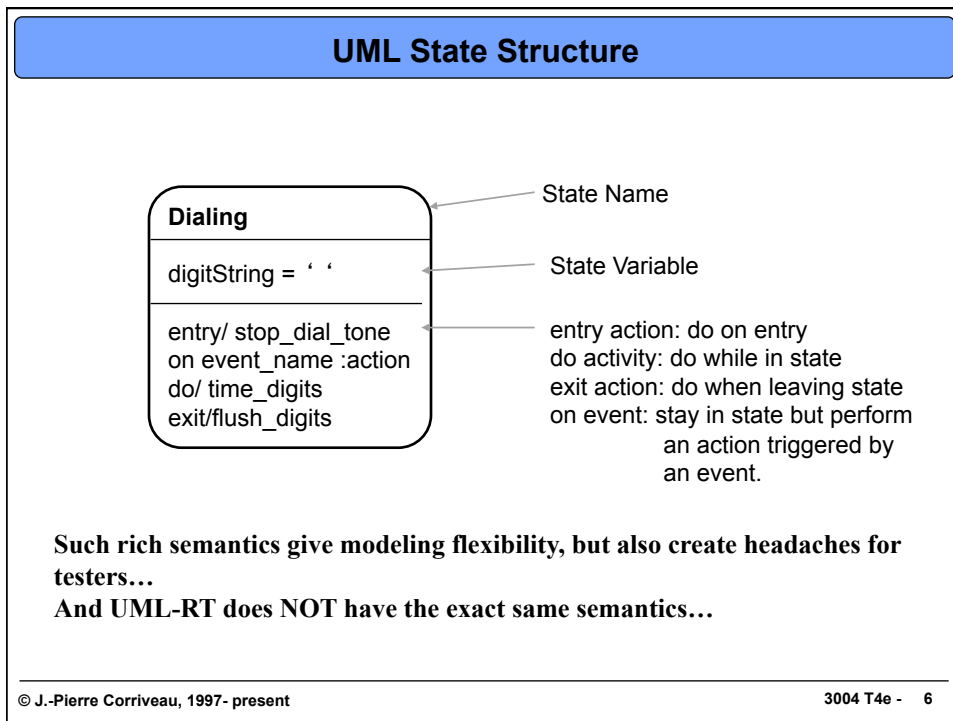 UML State Structure
Dialing
State Name
digitString = ‘ ‘
State Variable
entry/ stop_dial_tone
on event_name :action
do/ time_digits
exit/flush_digits
entry action: do on entry
do activity: do while in state
exit action: do when leaving state
on event: stay in state but perform
an action triggered by
an event.
Such rich semantics give modeling flexibility, but also create headaches for
testers…
And UML-RT does NOT have the exact same semantics…
© J.-Pierre Corriveau, 1997- present
3004 T4e - 6